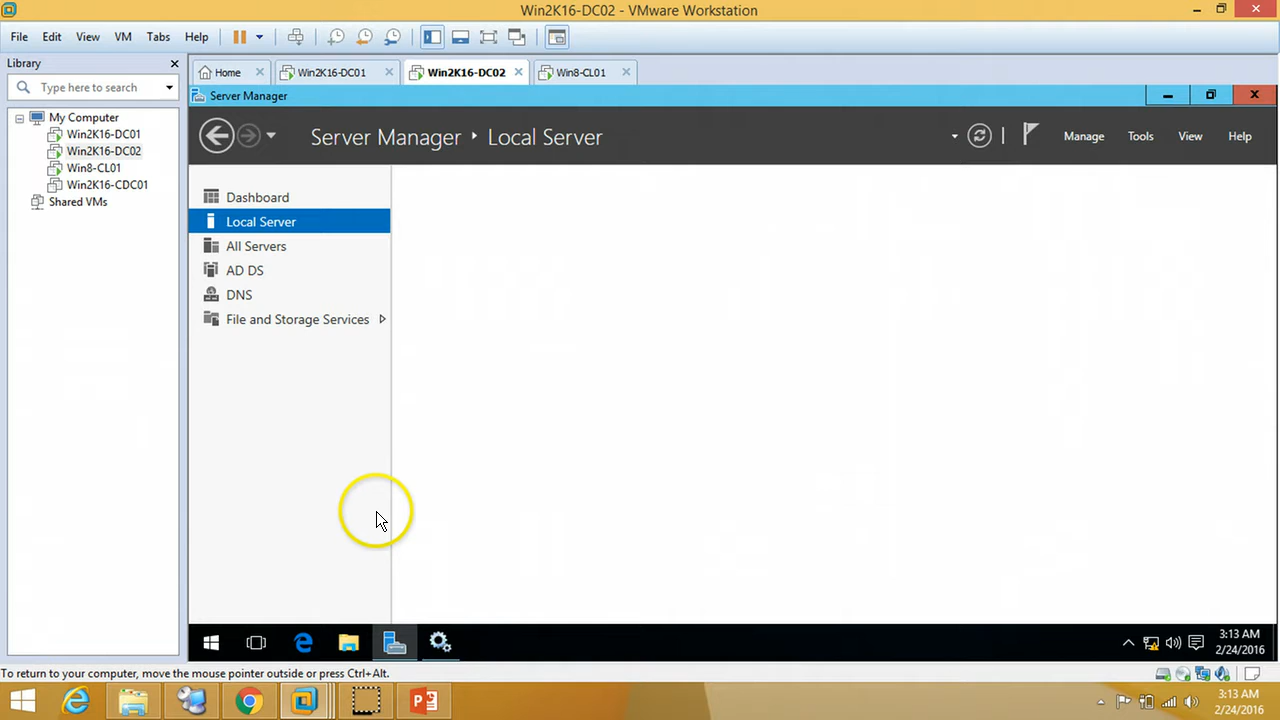 Win2K16-DC02 - VMware Workstation
File Edit View VM Tabs Help
Library
Home Win2K16-DC01 Win2K16-DC02 Win8-CL01
Type here to search
Server Manager
My Computer
Win2K16-DC01
Win2K16-DC02
Win8-CL01
Win2K16-CDC01
Shared VMs
Server Manager Local Server
Manage Tools View Help
Dashboard
Local Server
All Servers
AD DS
DNS
File and Storage Services
3:13 AM
2/24/2016
To return to your computer, move the mouse pointer outside or press Ctrl+Alt.
3:13 AM
2/24/2016